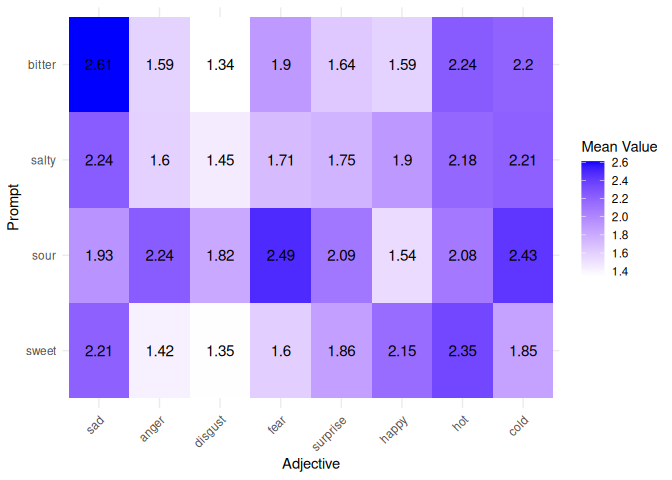 bitter 2.61 1.59 1.34 1.9 1.64 1.59 2.24 2.2
salty 2.24 1.6 1.45 1.71 1.75 1.9 2.18 2.21
sour 1.93 2.24 1.82 2.49 2.09 1.54 2.08 2.43
sweet 2.21 1.42 1.35 1.6 1.86 2.15 2.35 1.85
sad anger disgust fear surprise happy hot cold
Adjective
Prompt
Mean Value
2.6
2.4
2.2
2.0
1.8
1.6
1.4